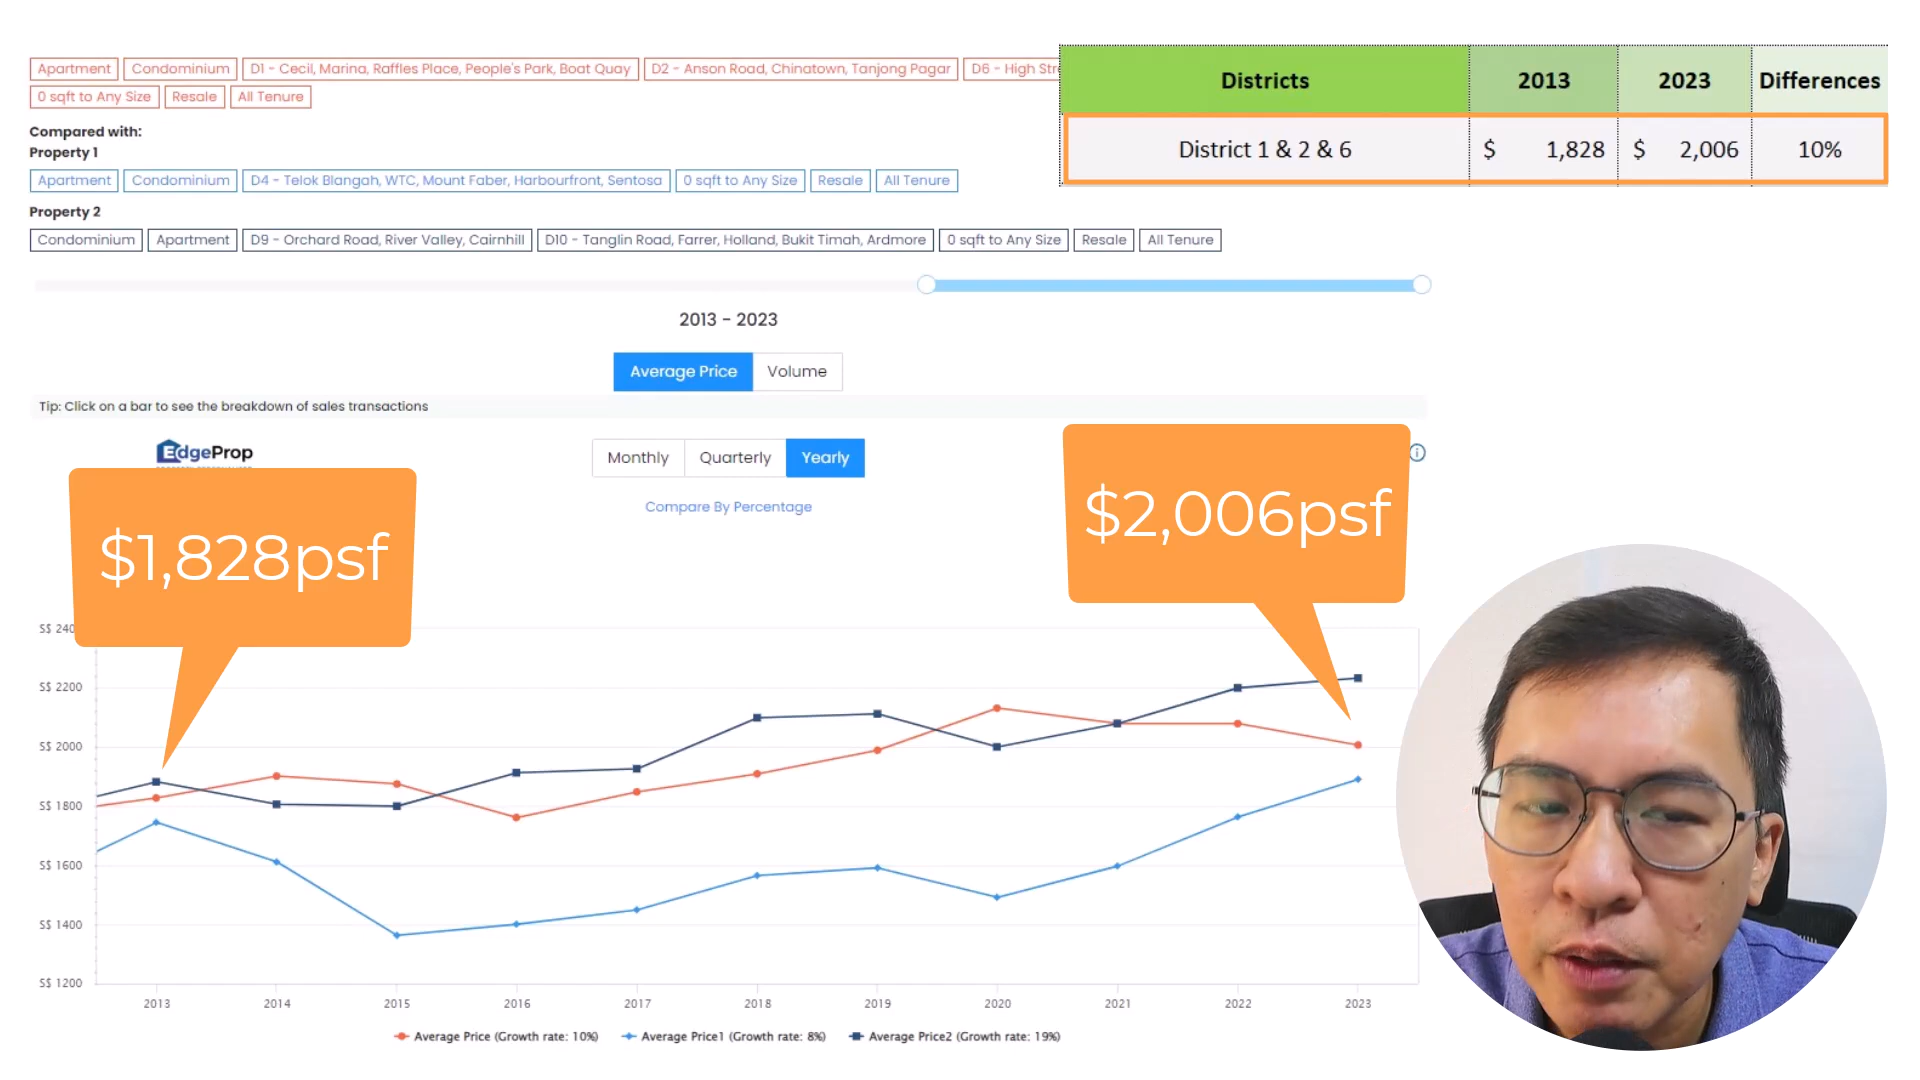 Apartment Condominium D1 - Cecil, Marina, Raffles Place, People's Park, Boat Quay D2 - Anson Road, Chinatown, Tanjong Pagar D6 - High
0 sqft to Any Size Resale All Tenure
Compared with:
Property 1
Apartment Condominium D4 - Telok Blangah, WTC, Mount Faber, Harbourfront, Sentosa 0 sqft to Any Size Resale All Tenure
Property 2
Condominium Apartment D9 - Orchard Road, River Valley, Cairnhill D10 - Tanglin Road, Farrer, Holland, Bukit Timah, Ardmore 0 sqft to Any Size Resale All Tenure
Districts 2013 2023 Differences
District 1 & 2 & 6 $ 1,828 $ 2,006 10%
2013 - 2023
Average Price Volume
Tip: Click on a bar to see the breakdown of sales transactions
EdgeProp
Monthly Quarterly Yearly
Compare By Percentage
$1,828psf
$2,006psf
S$ 240
S$ 2200
S$ 2000
S$ 1800
S$ 1600
S$ 1400
S$ 1200
2013 2014 2015 2016 2017 2018 2019 2020 2021 2022 2023
Average Price (Growth rate: 10%) Average Price1 (Growth rate: 8%) Average Price2 (Growth rate: 19%)